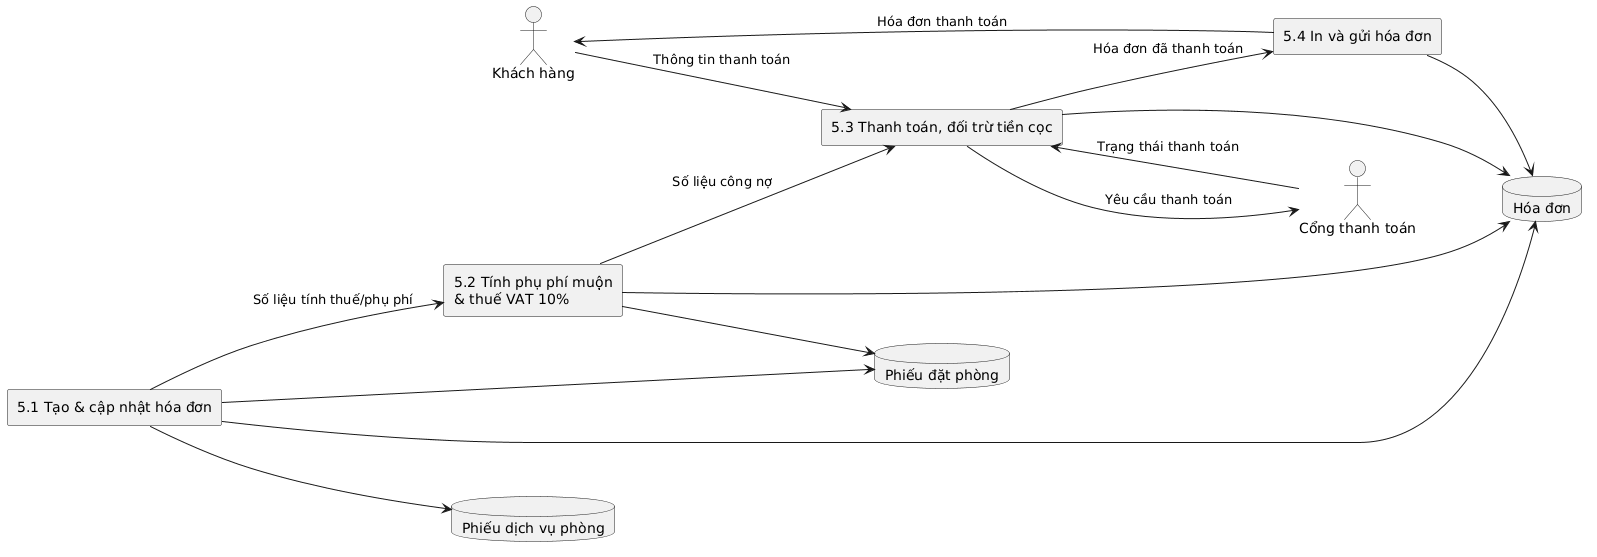 Hóa đơn thanh toán
5.4 In và gửi hóa đơn
Khách hàng
Thông tin thanh toán
Hóa đơn đã thanh toán
5.3 Thanh toán, đối trừ tiền cọc
Trạng thái thanh toán
Số liệu công nợ
Yêu cầu thanh toán
Cổng thanh toán
Hóa đơn
5.2 Tính phụ phí muộn
& thuế VAT 10%
Số liệu tính thuế/phụ phí
Phiếu đặt phòng
5.1 Tạo & cập nhật hóa đơn
Phiếu dịch vụ phòng